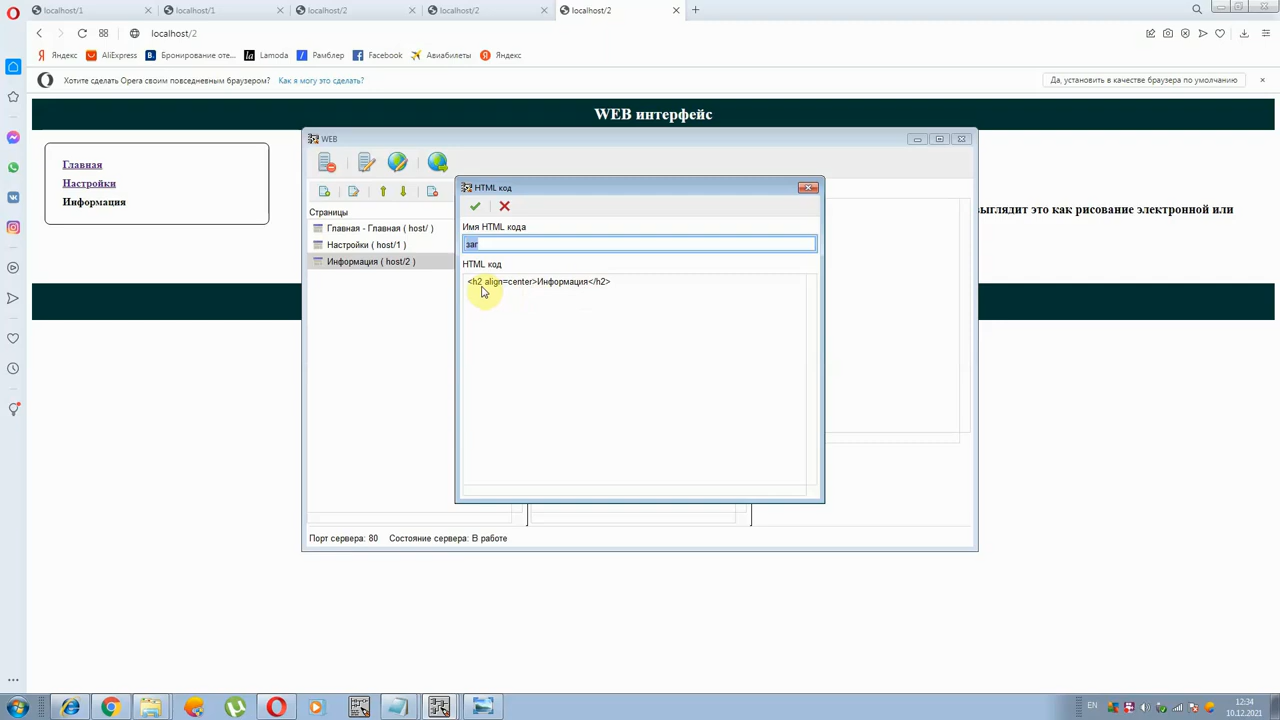 localhost/1
localhost/1
localhost/2
localhost/2
localhost/2
localhost/2
Яндекс
AliExpress
Бронирование оте...
Lamoda
Рамблер
Facebook
Авиабилеты
Яндекс
Хотите сделать Opera своим повседневным браузером?
Как я могу это сделать?
Да, установить в качестве браузера по умолчанию
WEB интерфейс
Главная
Настройки
Информация
WEB
Страницы
Главная - Главная ( host/ )
Настройки ( host/1 )
Информация ( host/2 )
HTML код
Имя HTML кода
заг
HTML код
<h2 align=center>Информация</h2>
выглядит это как рисование электронной или
Порт сервера: 80
Состояние сервера: В работе
EN
12:34
10.12.2021